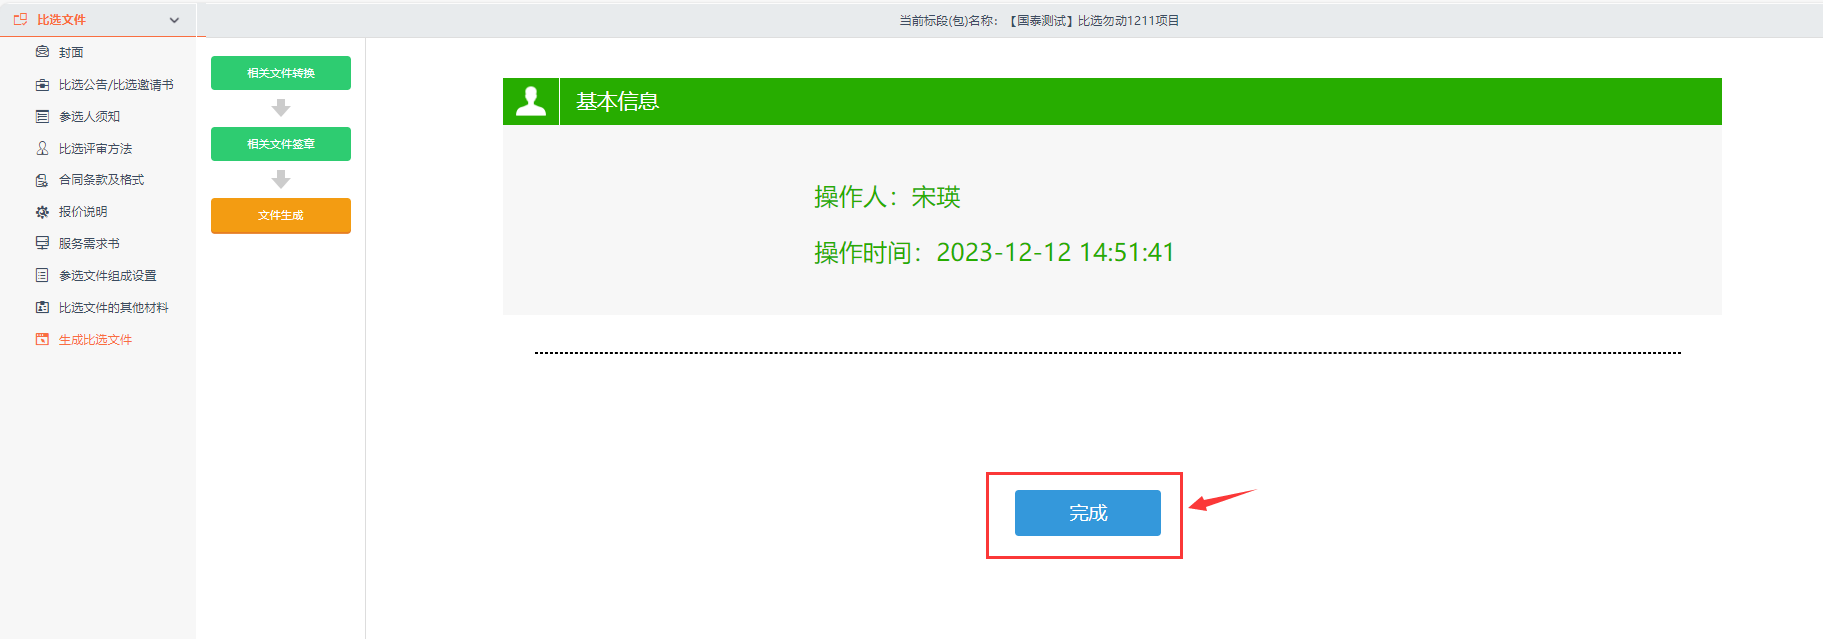 比选文件
当前标段(包)名称：【国泰测试】比选勿动1211项目
封面
比选公告/比选邀请书
参选人须知
比选评审方法
合同条款及格式
报价说明
服务需求书
参选文件组成设置
比选文件的其他材料
生成比选文件
相关文件转换
相关文件签章
文件生成
基本信息
操作人：宋瑛
操作时间：2023-12-12 14:51:41
完成